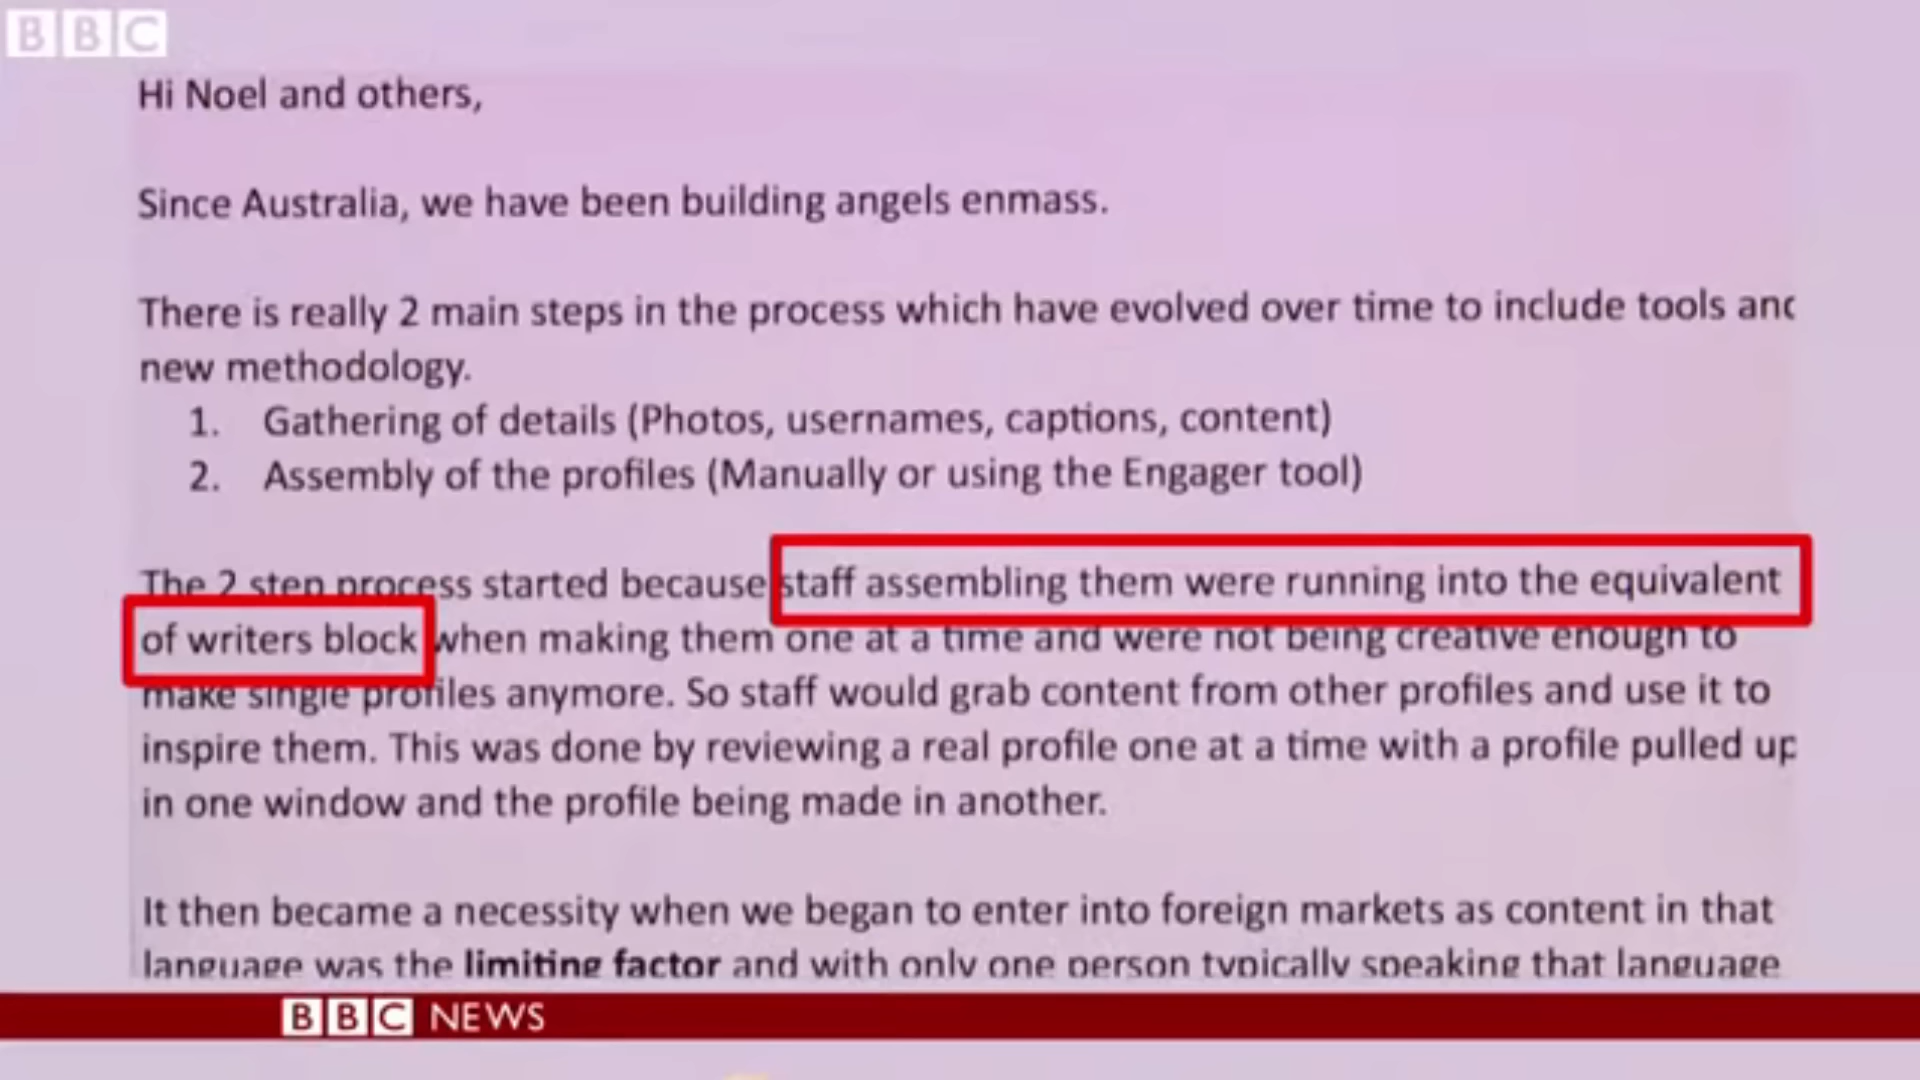 BBC
Hi Noel and others,
Since Australia, we have been building angels enmass.
There is really 2 main steps in the process which have evolved over time to include tools and
new methodology.
1. Gathering of details (Photos, usernames, captions, content)
2. Assembly of the profiles (Manually or using the Engager tool)
The 2 step process started because staff assembling them were running into the equivalent
of writers block when making them one at a time and were not being creative enough to
make single profiles anymore. So staff would grab content from other profiles and use it to
inspire them. This was done by reviewing a real profile one at a time with a profile pulled up
in one window and the profile being made in another.
It then became a necessity when we began to enter into foreign markets as content in that
language was the limiting factor and with only one person typically speaking that language
BBC NEWS